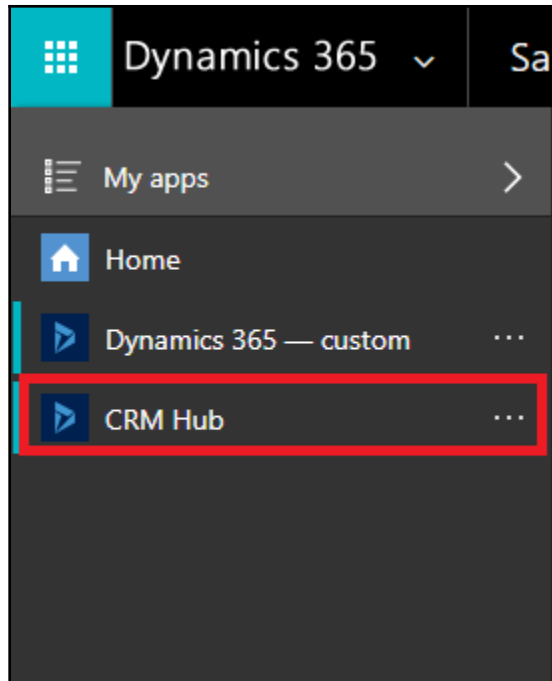 Dynamics 365 Sa
My apps
Home
Dynamics 365 — custom
CRM Hub